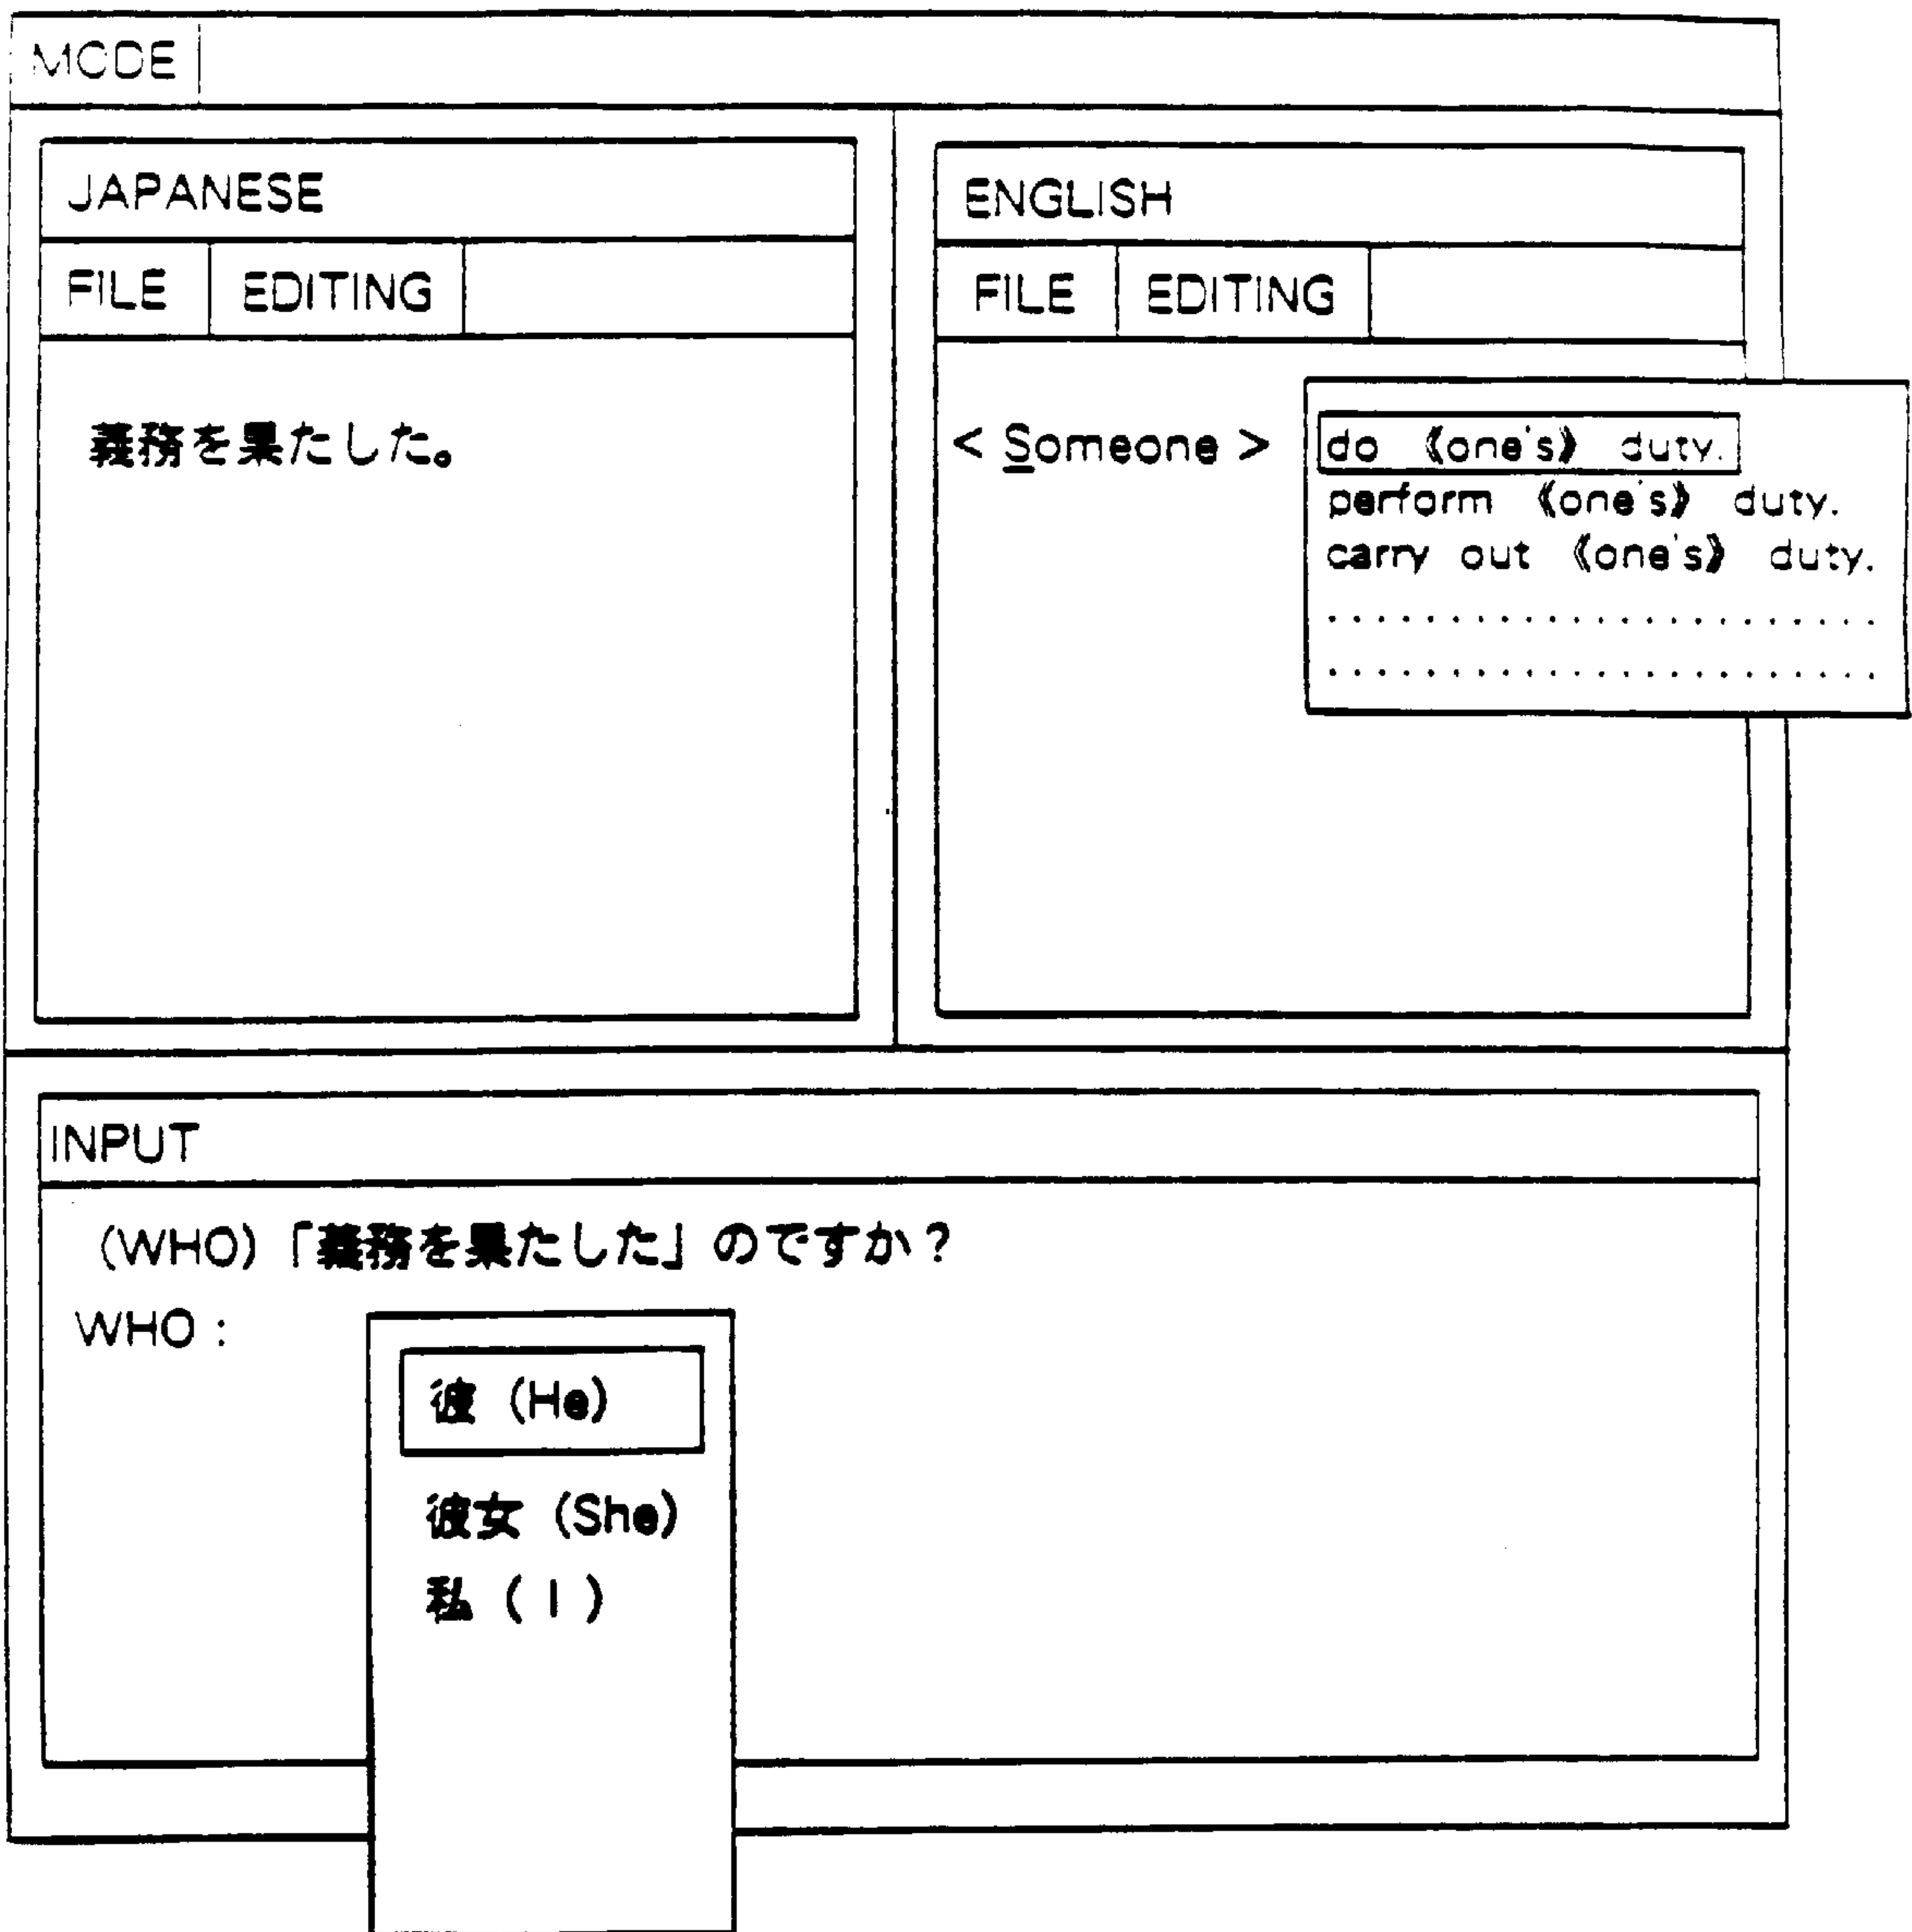 MODE
JAPANESE
FILE EDITING
義務を果たした。
ENGLISH
FILE EDITING
< Someone >
do 《one's》 duty.
perform 《one's》 duty.
carry out 《one's》 duty.
........................
........................
INPUT
(WHO)「義務を果たした」のですか？
WHO :
彼 (He)
彼女 (She)
私 ( I )